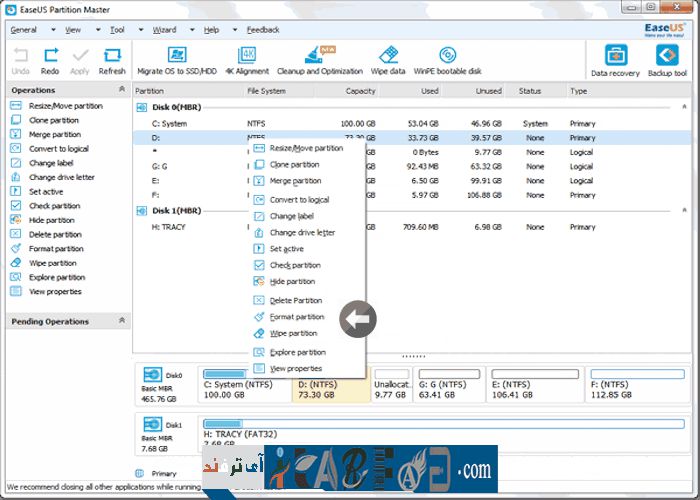 EaseUS Partition Master
General View Tool Wizard Help Feedback
EaseUS
Make your life easy!
Undo Redo Apply Refresh Migrate OS to SSD/HDD 4K Alignment Cleanup and Optimization Wipe data WinPE bootable disk Data recovery Backup tool
Operations
Resize/Move partition
Clone partition
Merge partition
Convert to logical
Change label
Change drive letter
Set active
Check partition
Hide partition
Delete partition
Format partition
Wipe partition
Explore partition
View properties
Pending Operations
Partition File System Capacity Used Unused Status Type
Disk 0(MBR)
C: System NTFS 100.00 GB 53.04 GB 46.96 GB System Primary
D: NTFS 73.30 GB 33.73 GB 39.57 GB None Primary
* 0 Bytes 9.77 GB None Logical
G: G 92.43 MB 63.32 GB None Logical
E: 6.50 GB 99.91 GB None Logical
F: 5.97 GB 106.88 GB None Primary
Disk 1(MBR)
H: TRACY 709.60 MB 6.98 GB None Primary
Resize/Move partition
Clone partition
Merge partition
Convert to logical
Change label
Change drive letter
Set active
Check partition
Hide partition
Delete Partition
Format partition
Wipe partition
Explore partition
View properties
Disk0
Basic MBR
465.76 GB
C: System (NTFS)
100.00 GB
D: (NTFS)
73.30 GB
Unallocat...
9.77 GB
G: G (NTFS)
63.41 GB
E: (NTFS)
106.41 GB
F: (NTFS)
112.85 GB
Disk1
Basic MBR
7.68 GB
H: TRACY (FAT32)
7.68 GB
Primary
We recommend closing all other applications while running
آی ترفند
.com